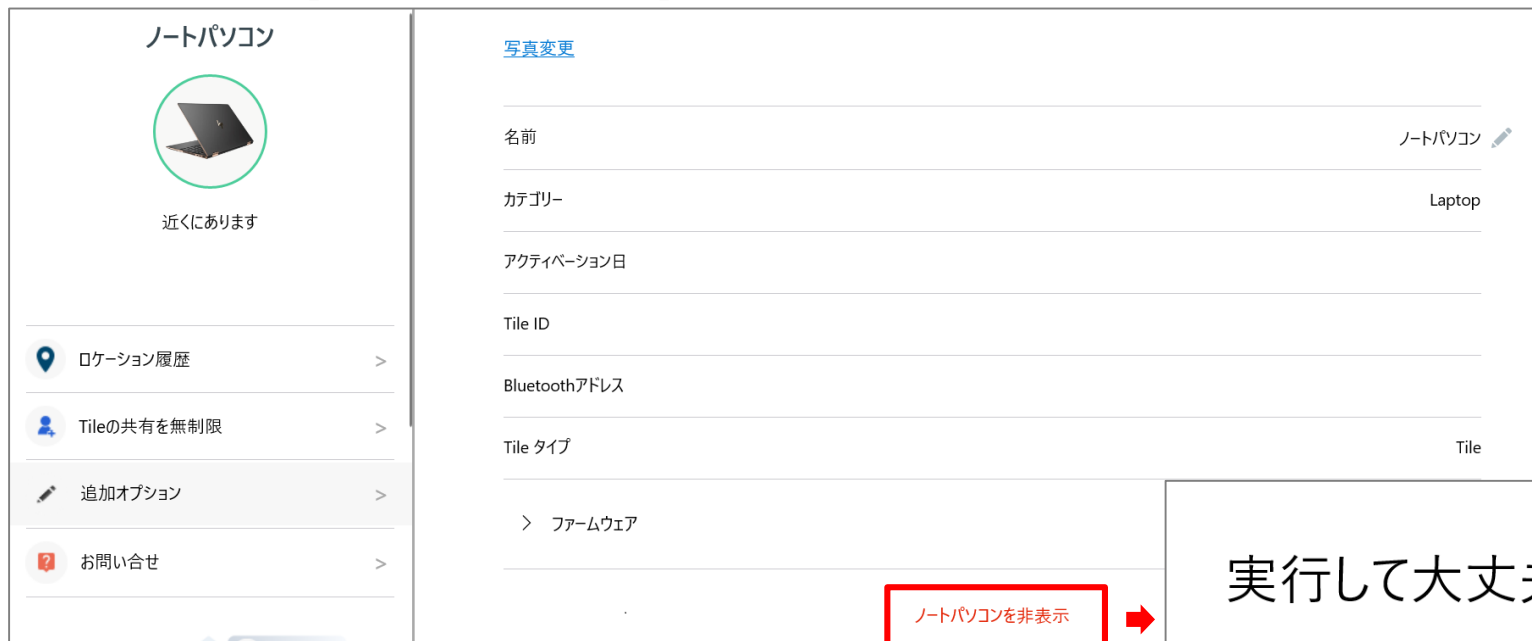 ノートパソコン
近くにあります
ロケーション履歴
Tileの共有を無制限
追加オプション
お問い合せ
写真変更
名前 ノートパソコン
カテゴリー Laptop
アクティベーション日
Tile ID
Bluetoothアドレス
Tile タイプ Tile
ファームウェア
ノートパソコンを非表示
実行して大丈